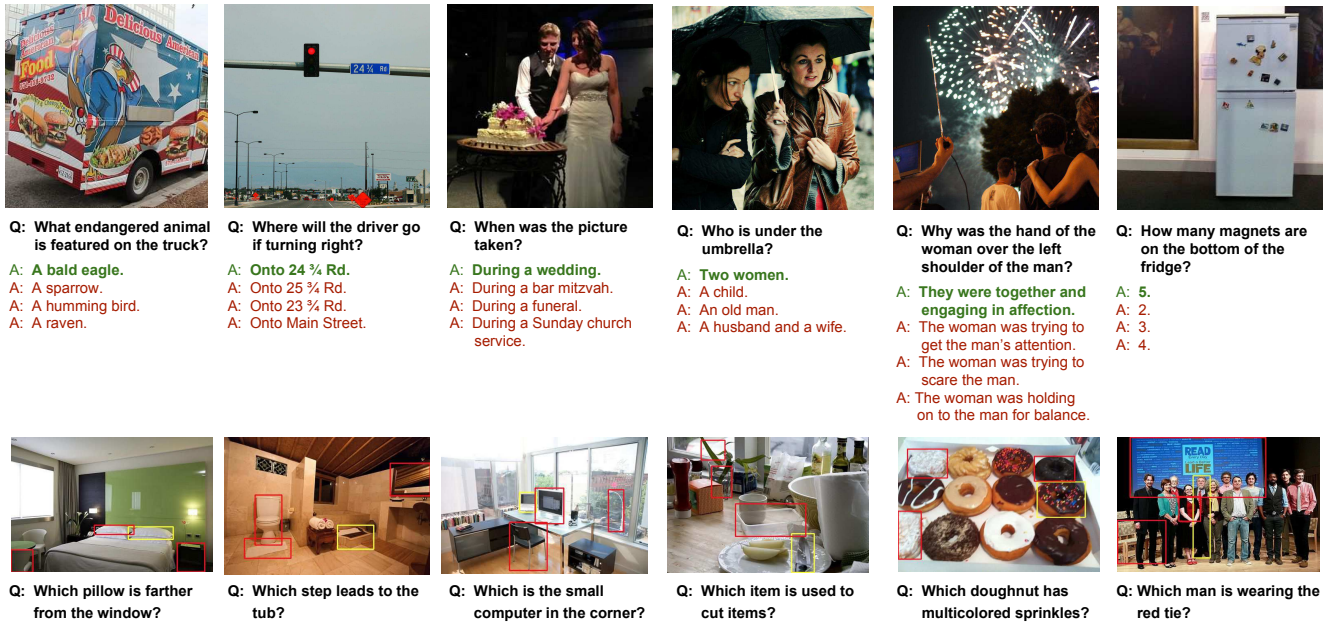 Delicious American
Delicious
American
Food
24 ¾ Rd
Q: What endangered animal
is featured on the truck?
A: A bald eagle.
A: A sparrow.
A: A humming bird.
A: A raven.
Q: Where will the driver go
if turning right?
A: Onto 24 ¾ Rd.
A: Onto 25 ¾ Rd.
A: Onto 23 ¾ Rd.
A: Onto Main Street.
Q: When was the picture
taken?
A: During a wedding.
A: During a bar mitzvah.
A: During a funeral.
A: During a Sunday church
service.
Q: Who is under the
umbrella?
A: Two women.
A: A child.
A: An old man.
A: A husband and a wife.
Q: Why was the hand of the
woman over the left
shoulder of the man?
A: They were together and
engaging in affection.
A: The woman was trying to
get the man's attention.
A: The woman was trying to
scare the man.
A: The woman was holding
on to the man for balance.
Q: How many magnets are
on the bottom of the
fridge?
A: 5.
A: 2.
A: 3.
A: 4.
READ
LIFE
Q: Which pillow is farther
from the window?
Q: Which step leads to the
tub?
Q: Which is the small
computer in the corner?
Q: Which item is used to
cut items?
Q: Which doughnut has
multicolored sprinkles?
Q: Which man is wearing the
red tie?